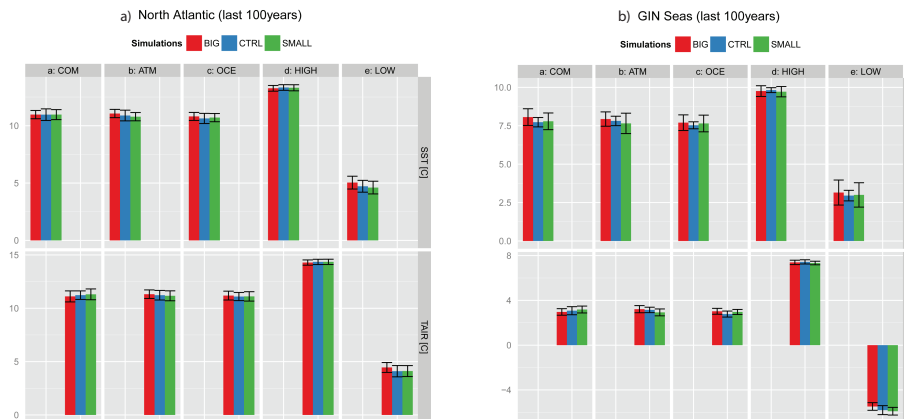 a) North Atlantic (last 100years)
Simulations BIG CTRL SMALL
a: COM b: ATM c: OCE d: HIGH e: LOW
10
5
0
SST [C]
15
10
5
0
TAIR [C]
b) GIN Seas (last 100years)
Simulations BIG CTRL SMALL
a: COM b: ATM c: OCE d: HIGH e: LOW
10.0
7.5
5.0
2.5
0.0
8
4
0
−4